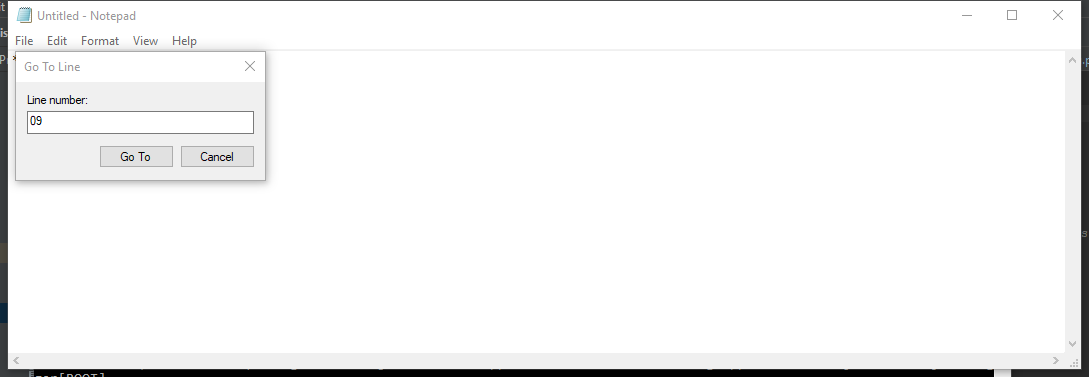 Untitled - Notepad
File Edit Format View Help
Go To Line
Line number:
09
Go To Cancel